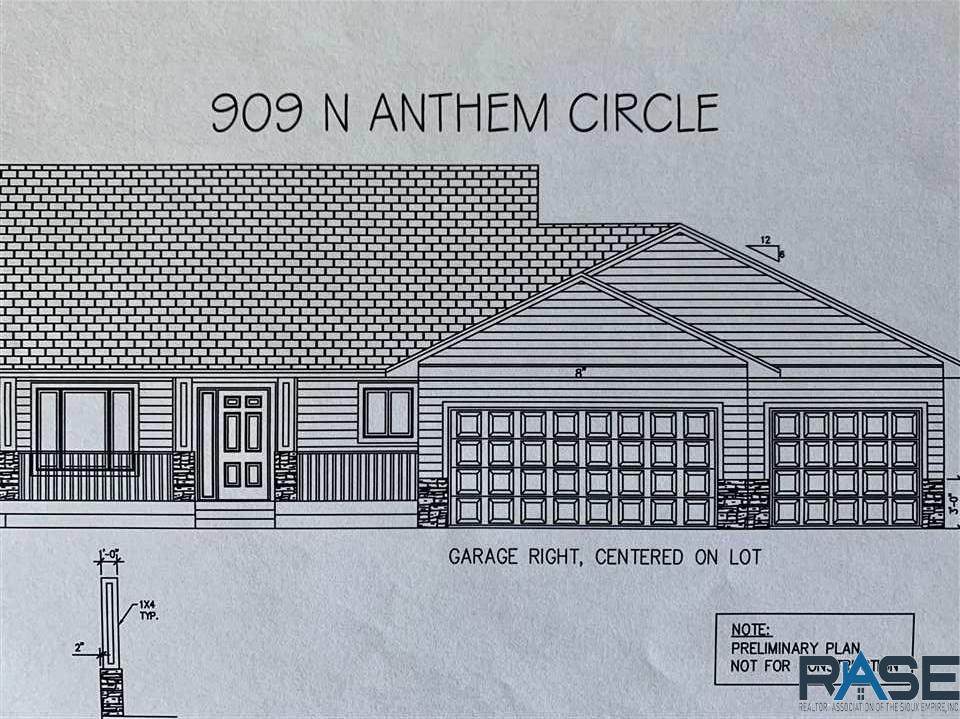 909 N ANTHEM CIRCLE
12
6
8"
3'-0"
GARAGE RIGHT, CENTERED ON LOT
1'-0"
1X4
TYP.
2"
NOTE:
PRELIMINARY PLAN
NOT FOR CONSTRUCTION
RASE
REALTOR ASSOCIATION OF THE SIOUX EMPIRE, INC